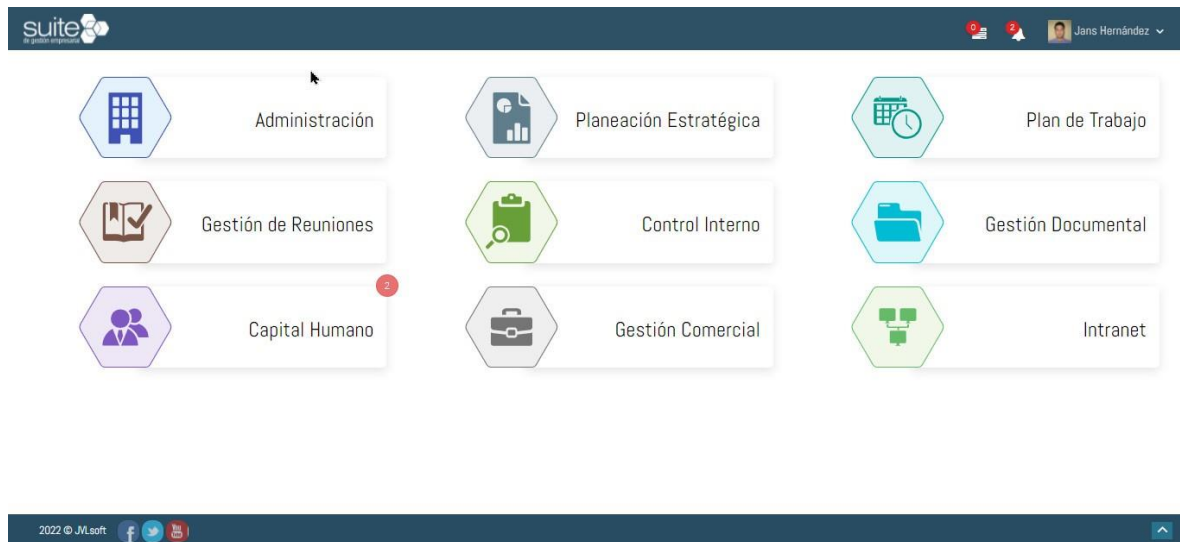 suite
de gestión empresarial
0
2
Jans Hernández
Administración
Planeación Estratégica
Plan de Trabajo
Gestión de Reuniones
Control Interno
Gestión Documental
2
Capital Humano
Gestión Comercial
Intranet
2022 © JVLsoft
f
You